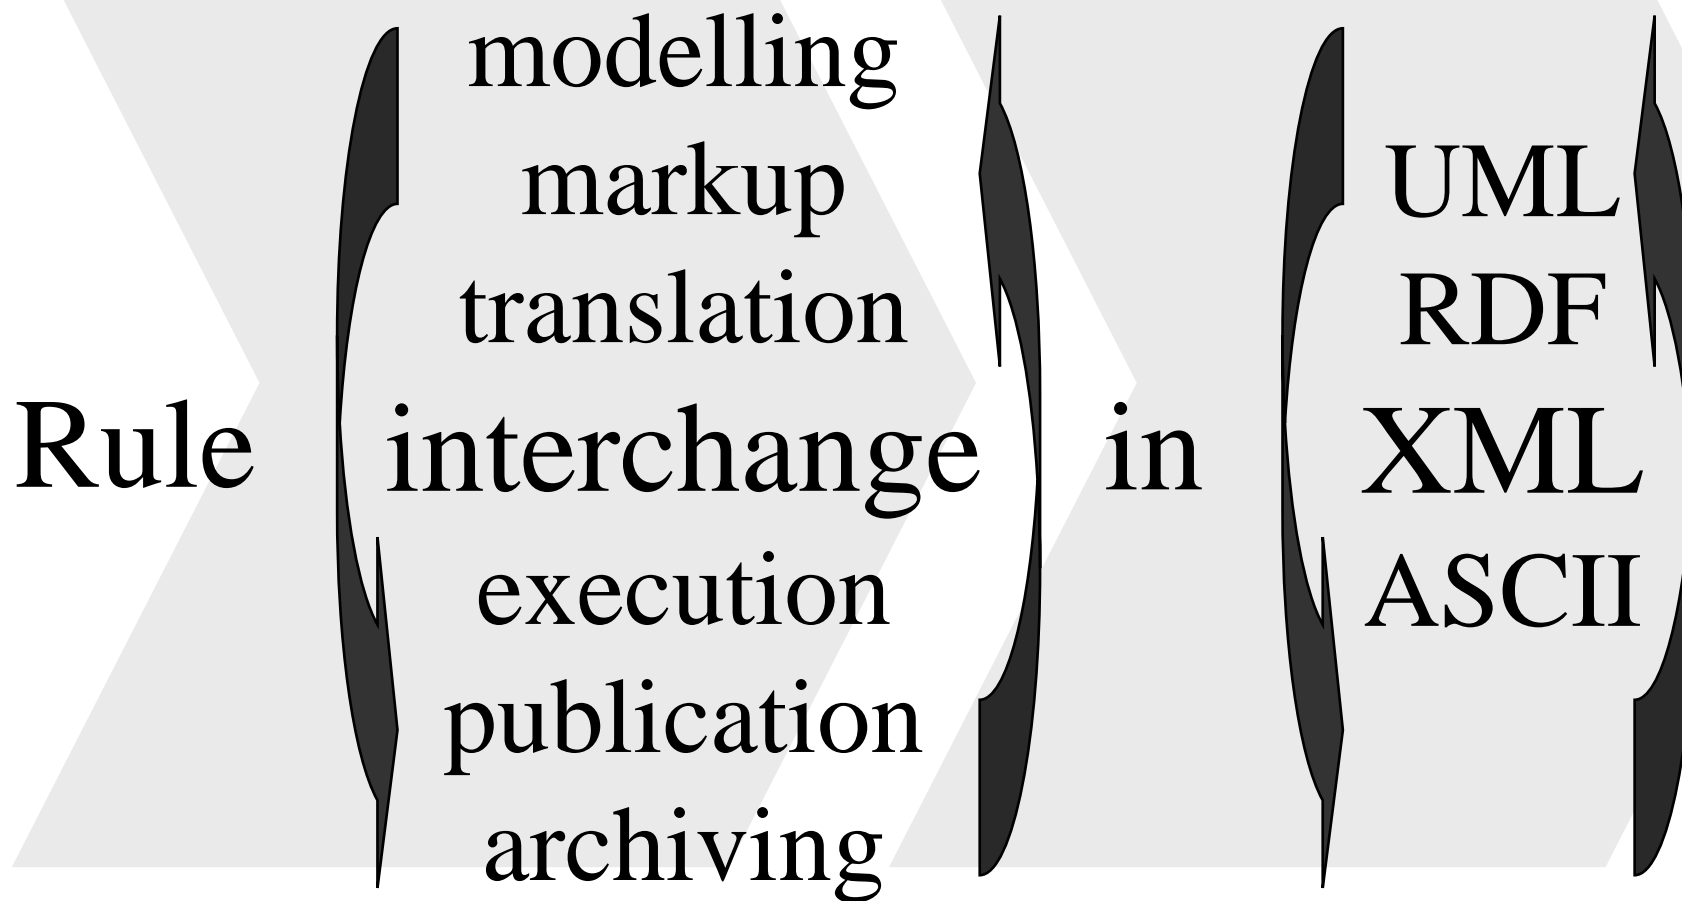 modelling
markup
translation
Rule interchange in XML
execution
publication
archiving
UML
RDF
ASCII